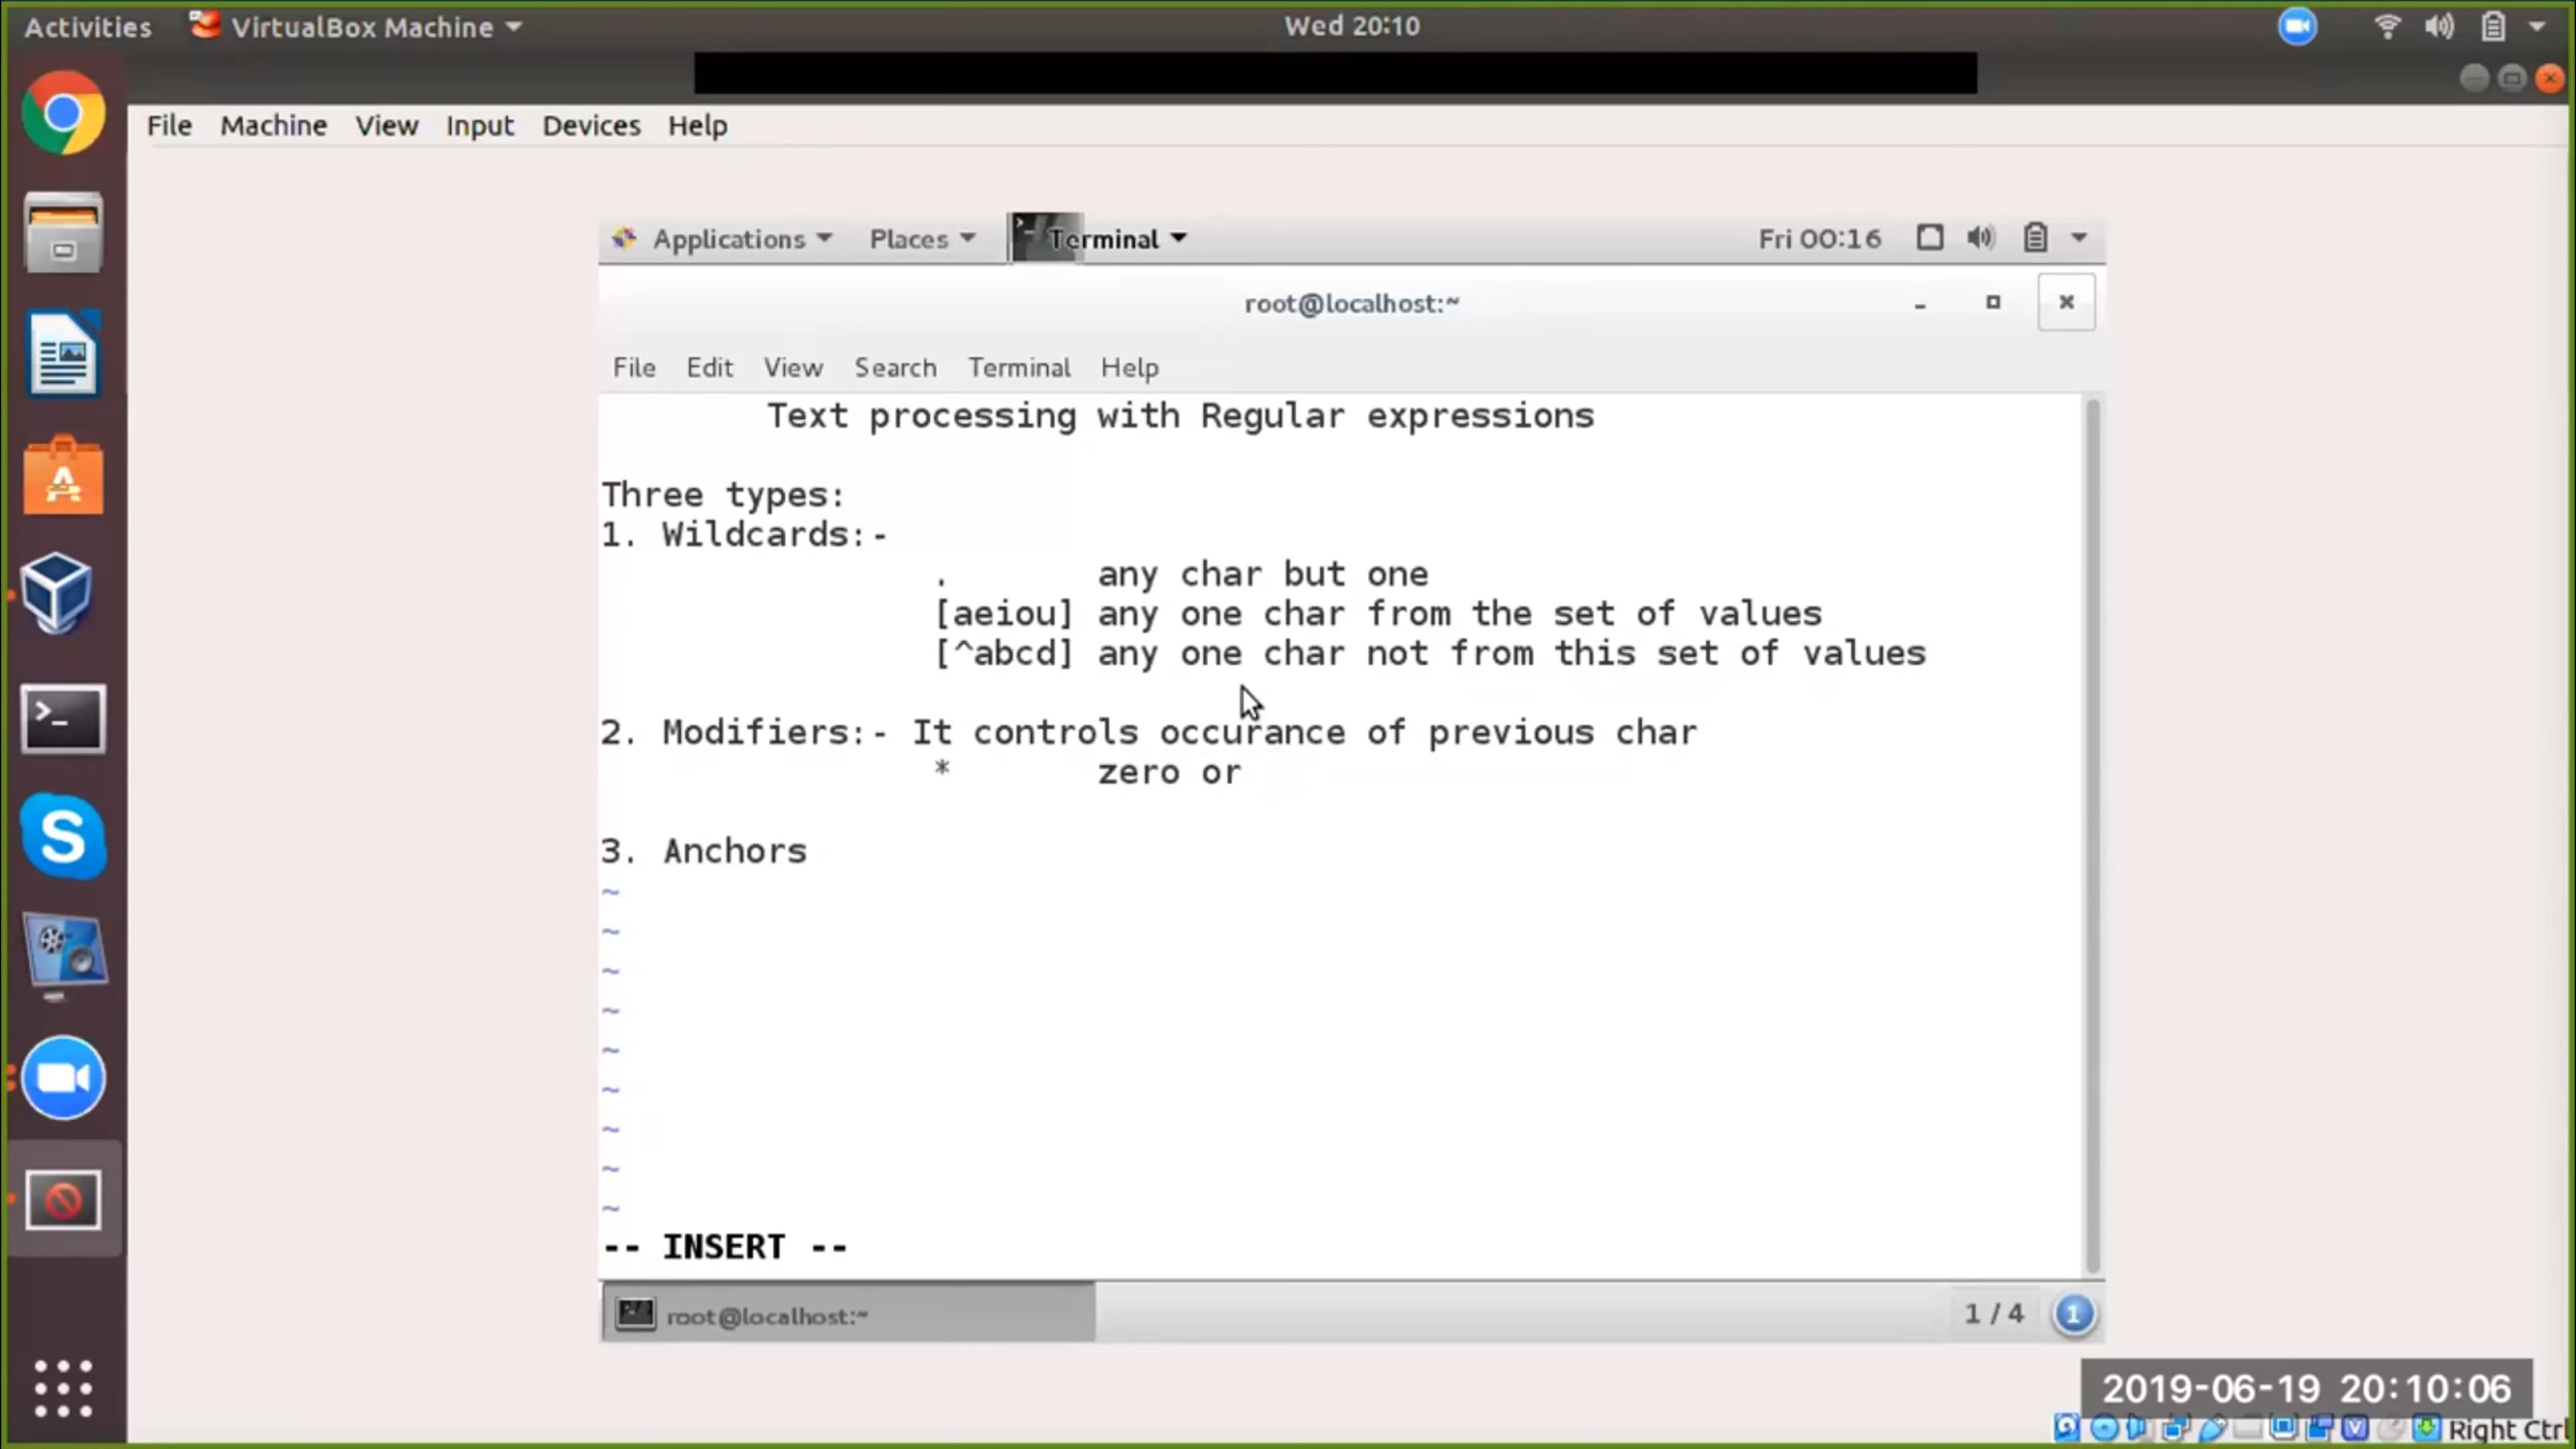 Activities VirtualBox Machine Wed 20:10
File Machine View Input Devices Help
Applications Places Terminal Fri 00:16
root@localhost:~
File Edit View Search Terminal Help
Text processing with Regular expressions
Three types:
1. Wildcards:-
. any char but one
[aeiou] any one char from the set of values
[^abcd] any one char not from this set of values
2. Modifiers:- It controls occurance of previous char
* zero or
3. Anchors
~
~
~
~
~
~
~
~
~
-- INSERT --
root@localhost:~ 1 / 4 1
2019-06-19 20:10:06
Right Ctrl